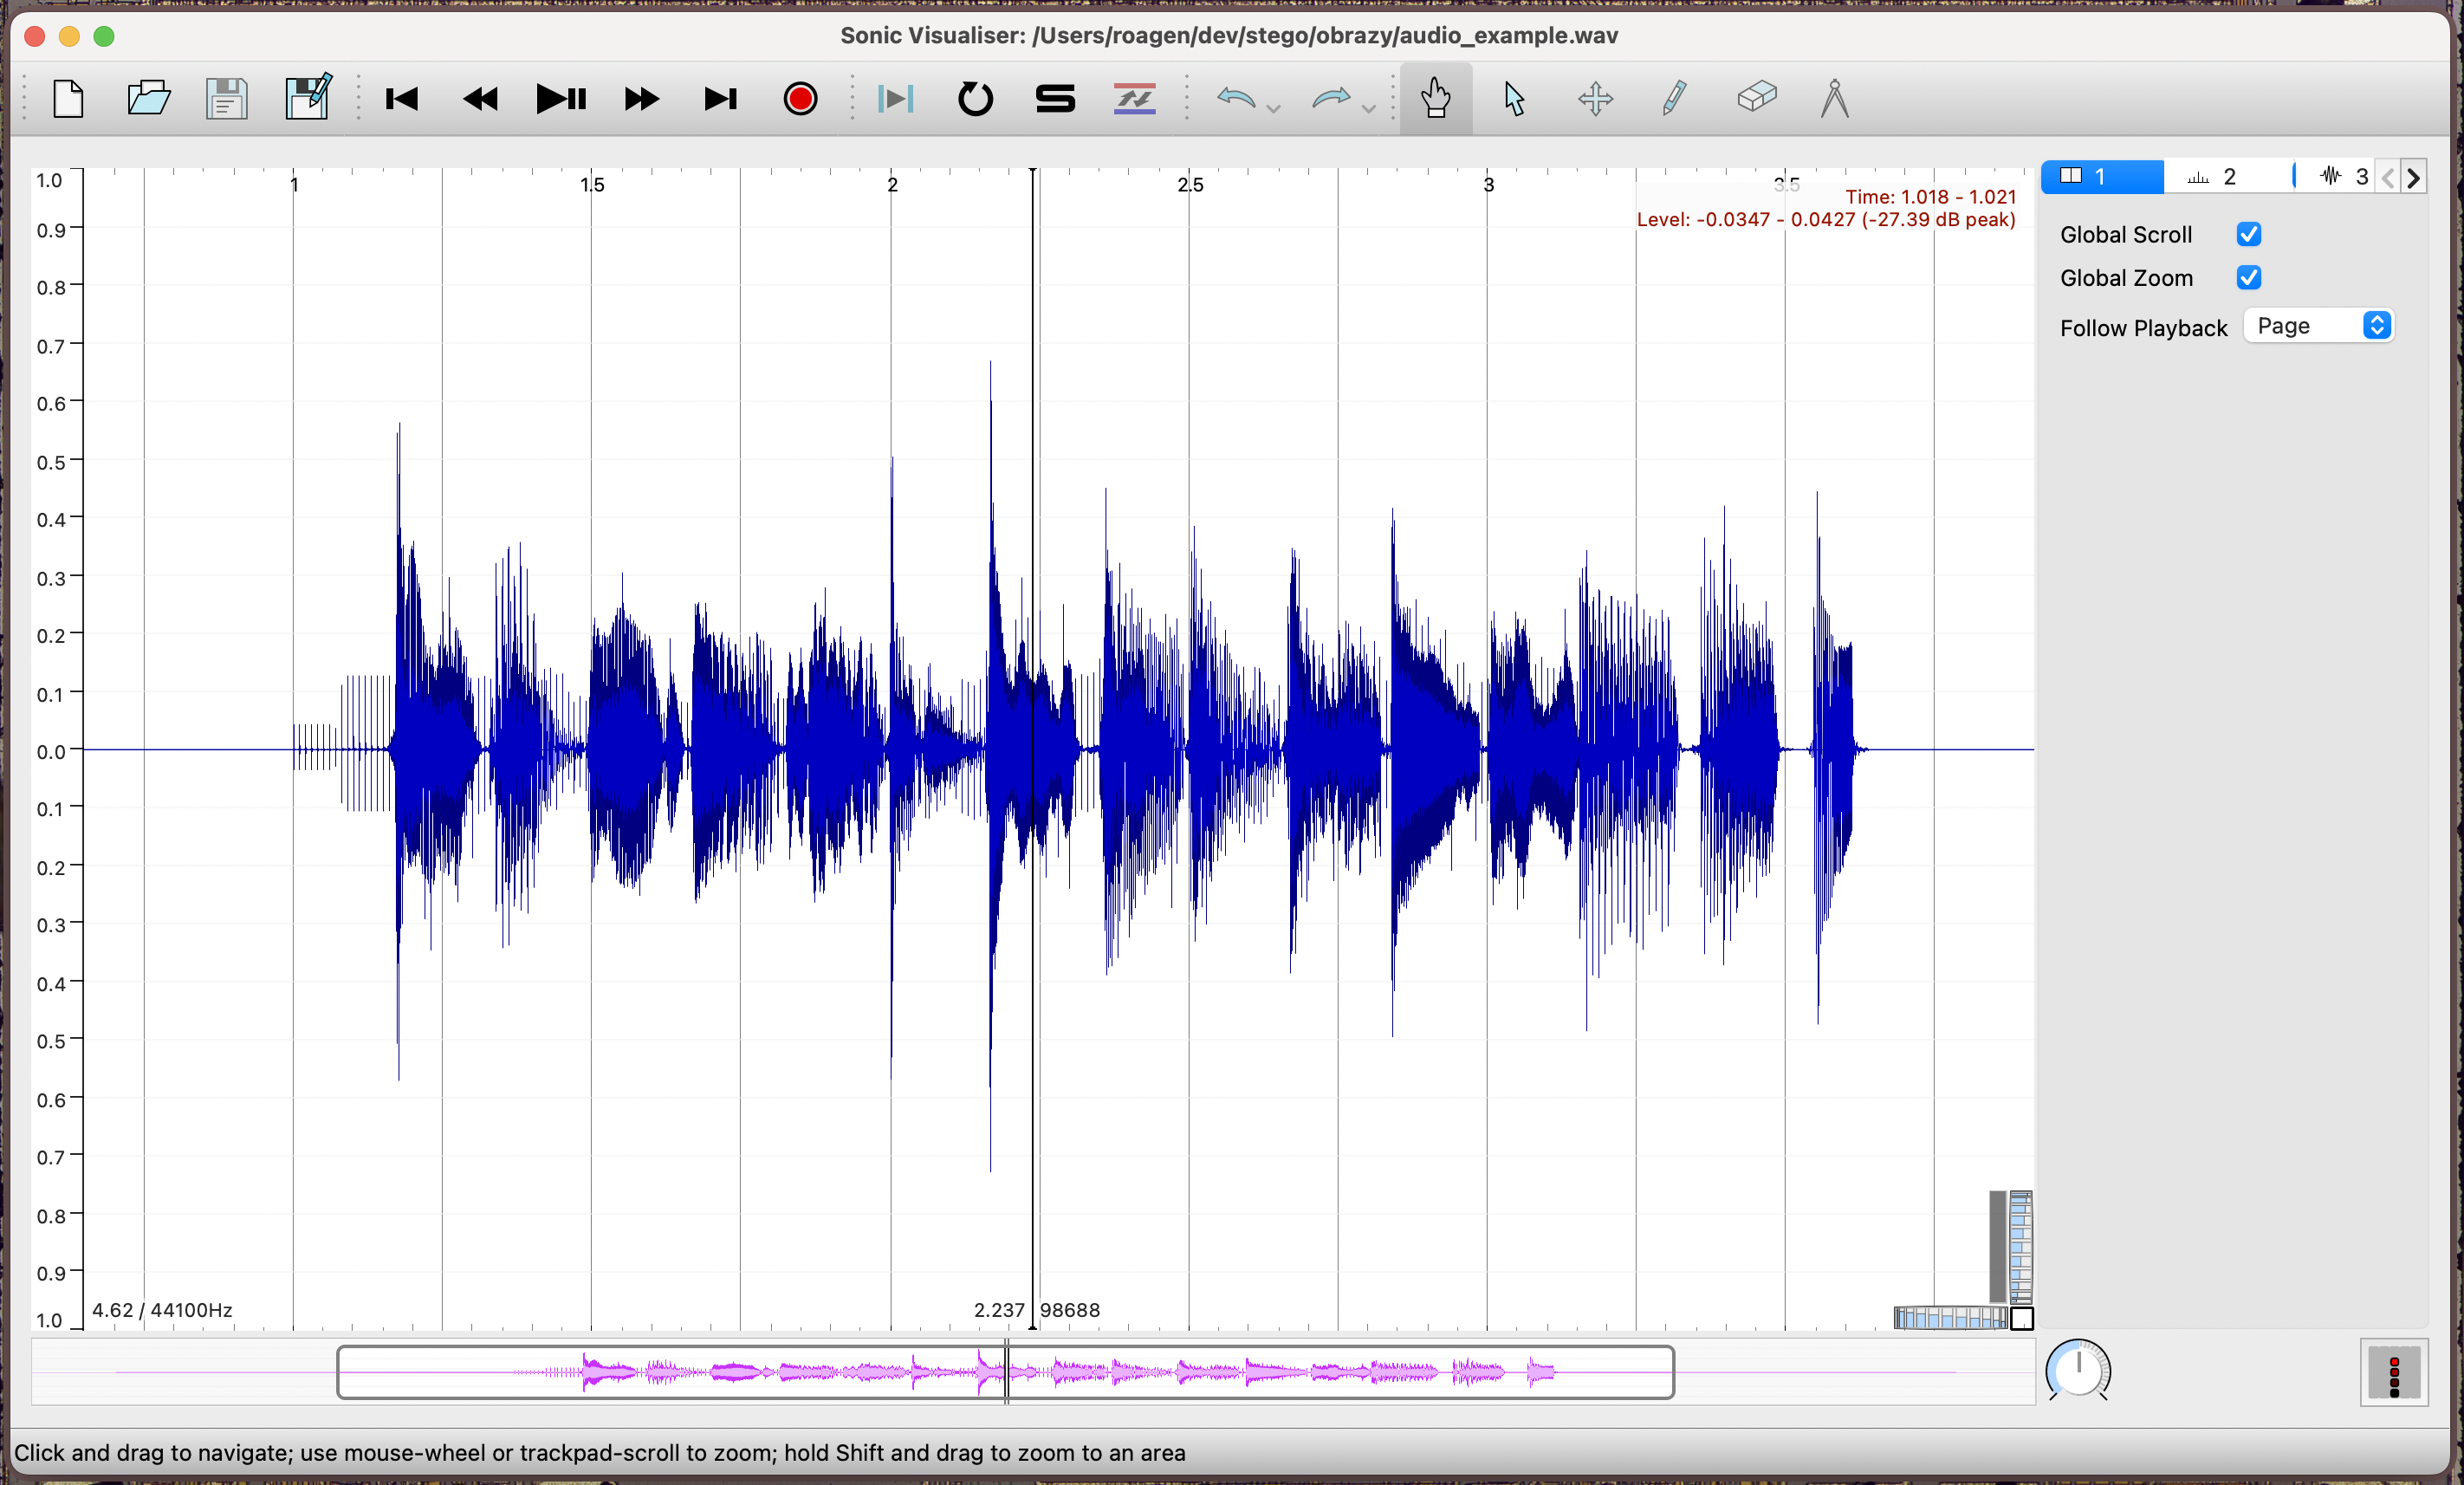 Sonic Visualiser: /Users/roagen/dev/stego/obrazy/audio_example.wav
1 2 3
1.0 1 1.5 2 2.5 3 3.5
Time: 1.018 - 1.021
Level: -0.0347 - 0.0427 (-27.39 dB peak)
0.9
0.8
0.7
0.6
0.5
0.4
0.3
0.2
0.1
0.0
0.1
0.2
0.3
0.4
0.5
0.6
0.7
0.8
0.9
1.0
4.62 / 44100Hz
2.237 98688
Global Scroll
Global Zoom
Follow Playback Page
Click and drag to navigate; use mouse-wheel or trackpad-scroll to zoom; hold Shift and drag to zoom to an area